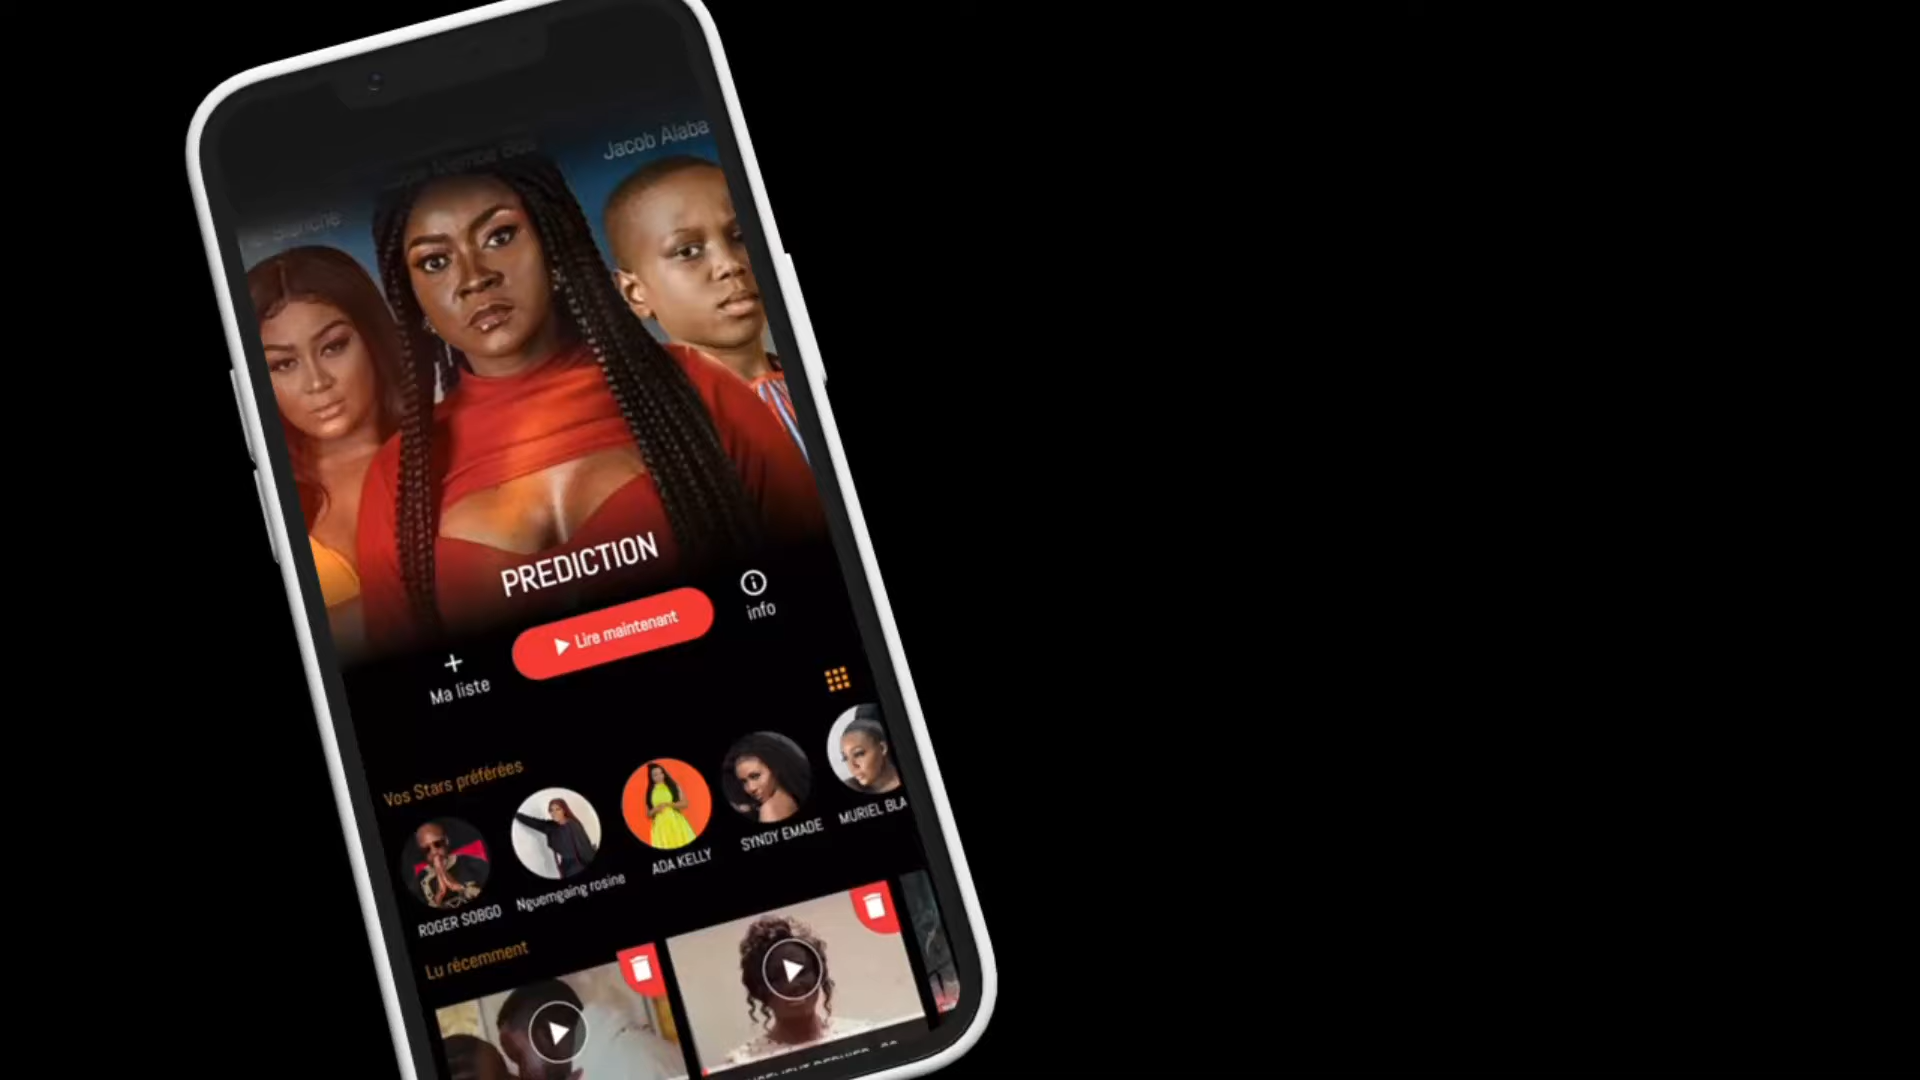 Jacob Alaba
Blanche
PREDICTION
Lire maintenant
info
Ma liste
Vos Stars préférées
ROGER SOBGO
Nguemgaing rosine
ADA KELLY
SYNDY EMADE
MURIEL BLA
Lu récemment